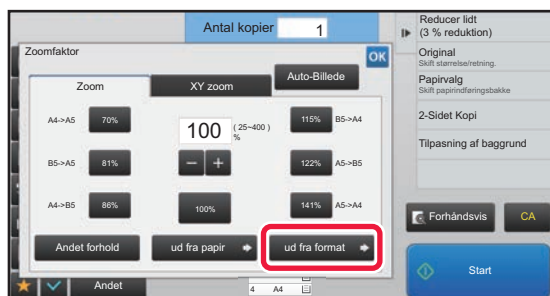 Antal kopier 1
Zoomfaktor
OK
Zoom
XY zoom
Auto-Billede
A4->A5 70%
100 (25~400) %
115% B5->A4
B5->A5 81%
122% A5->B5
A4->B5 86%
100%
141% A5->A4
Andet forhold
ud fra papir
ud fra format
Andet
4 A4
Reducer lidt
(3 % reduktion)
Original
Skift størrelse/retning.
Papirvalg
Skift papirindføringsbakke
2-Sidet Kopi
Tilpasning af baggrund
Forhåndsvis
CA
Start